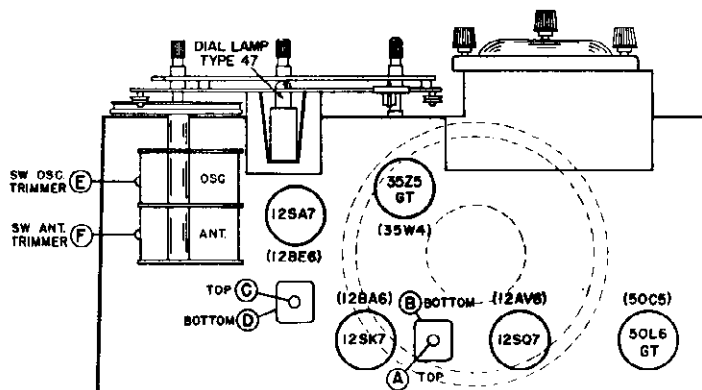 DIAL LAMP
TYPE 47
SW OSC.
TRIMMER
E
OSC
SW ANT.
TRIMMER
F
ANT.
12SA7
(12BE6)
35Z5
GT
(35W4)
TOP C
BOTTOM D
(12BA6)
12SK7
B BOTTOM
A TOP
(12AV6)
12SQ7
(50C5)
50L6
GT